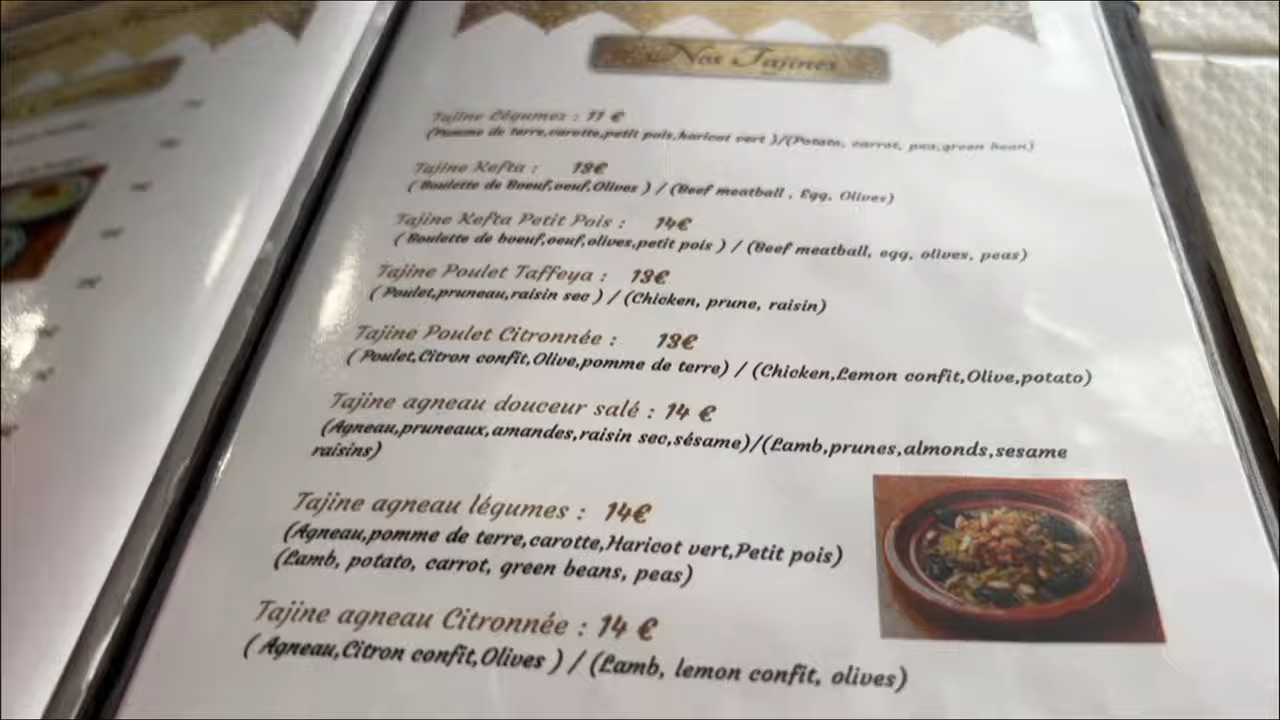 Nos Tajines
Tajine Légumes : 11 €
(Pomme de terre,carotte,petit pois,haricot vert )/(Potato, carrot, pea,green bean)
Tajine Kefta : 13€
( Boulette de Boeuf,oeuf,Olives ) / (Beef meatball , Egg, Olives)
Tajine Kefta Petit Pois : 14€
( Boulette de boeuf,oeuf,olives,petit pois ) / (Beef meatball, egg, olives, peas)
Tajine Poulet Taffeya : 13€
( Poulet,pruneau,raisin sec ) / (Chicken, prune, raisin)
Tajine Poulet Citronnée : 13€
( Poulet,Citron confit,Olive,pomme de terre) / (Chicken,Lemon confit,Olive,potato)
Tajine agneau douceur salé : 14 €
(Agneau,pruneaux,amandes,raisin sec,sésame)/(Lamb,prunes,almonds,sesame
raisins)
Tajine agneau légumes : 14€
(Agneau,pomme de terre,carotte,Haricot vert,Petit pois)
(Lamb, potato, carrot, green beans, peas)
Tajine agneau Citronnée : 14 €
( Agneau,Citron confit,Olives ) / (Lamb, lemon confit, olives)